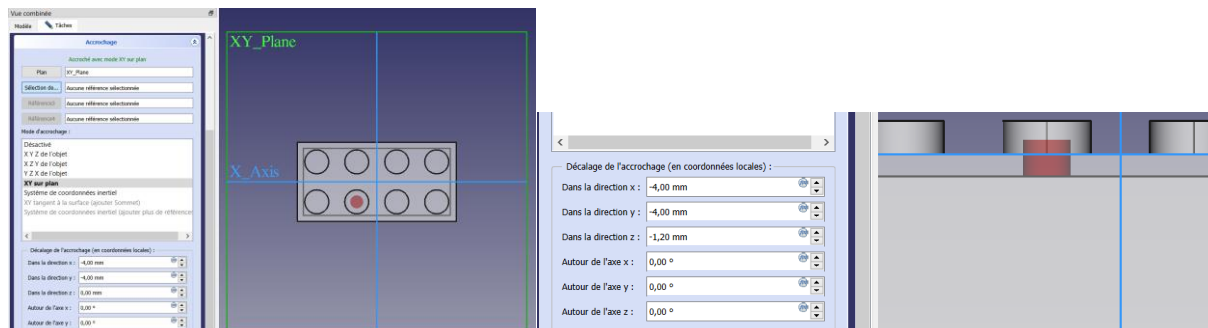 Vue combinée
Modèle Tâches
Accrochage
Accroché avec mode XY sur plan
Plan XY_Plane
Sélection de... Aucune référence sélectionnée
Référence3 Aucune référence sélectionnée
Référence4 Aucune référence sélectionnée
Mode d'accrochage :
Désactivé
X Y Z de l'objet
X Z Y de l'objet
Y Z X de l'objet
XY sur plan
Système de coordonnées inertiel
XY tangent à la surface (ajouter Sommet)
Système de coordonnées inertiel (ajouter plus de référence
Décalage de l'accrochage (en coordonnées locales) :
Dans la direction x : -4,00 mm
Dans la direction y : -4,00 mm
Dans la direction z : 0,00 mm
Autour de l'axe x : 0,00 °
Autour de l'axe y : 0,00 °
XY_Plane
X_Axis
Décalage de l'accrochage (en coordonnées locales) :
Dans la direction x : -4,00 mm
Dans la direction y : -4,00 mm
Dans la direction z : -1,20 mm
Autour de l'axe x : 0,00 °
Autour de l'axe y : 0,00 °
Autour de l'axe z : 0,00 °